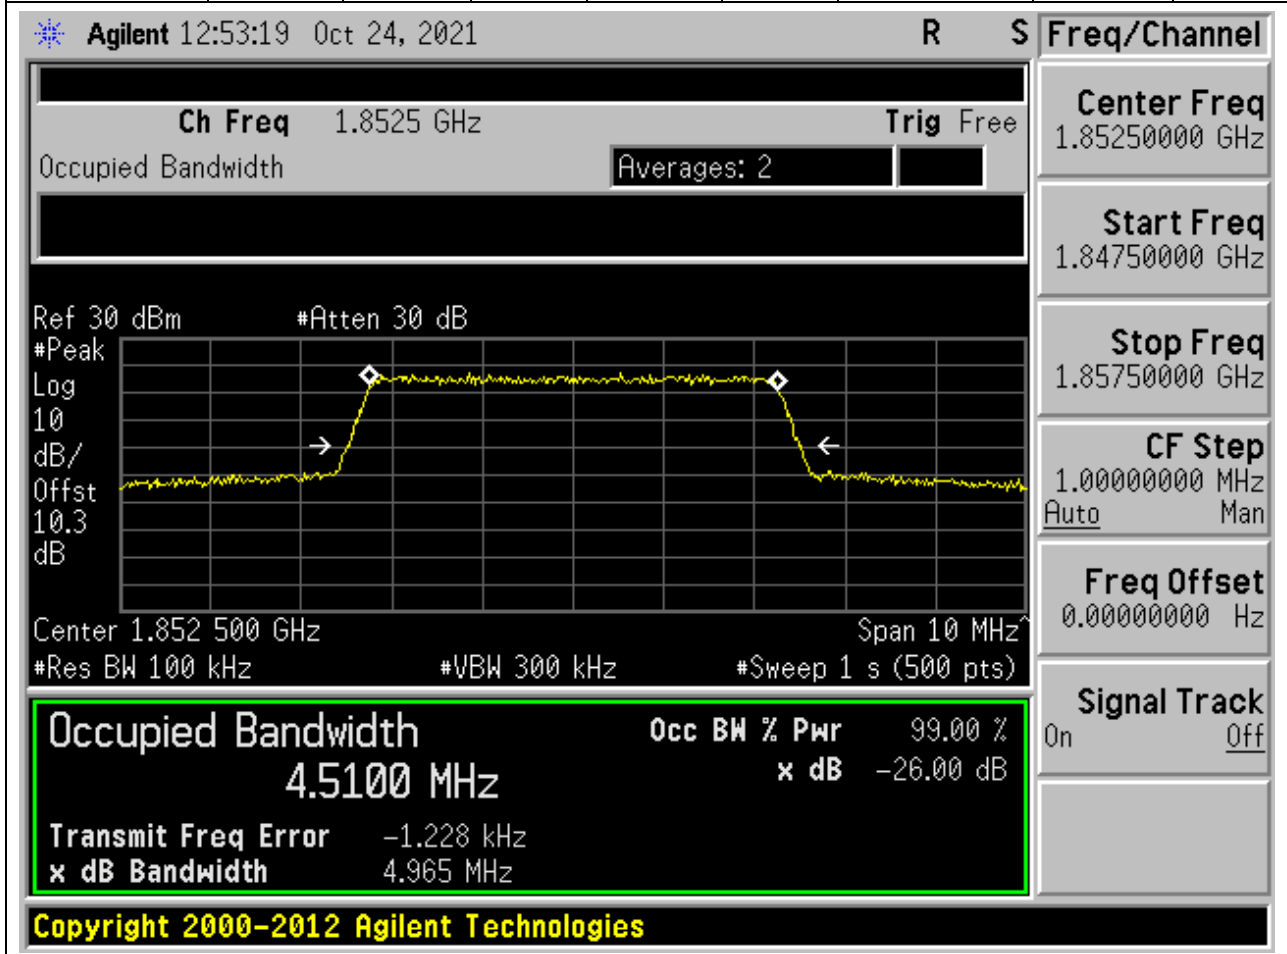 Agilent 12:53:19 Oct 24, 2021 R S
Freq/Channel
Ch Freq 1.8525 GHz Trig Free
Occupied Bandwidth Averages: 2
Ref 30 dBm #Atten 30 dB
#Peak
Log
10
dB/
Offst
10.3
dB
Center 1.852 500 GHz Span 10 MHz^
#Res BW 100 kHz #VBW 300 kHz #Sweep 1 s (500 pts)
Occupied Bandwidth Occ BW % Pwr 99.00 %
4.5100 MHz x dB -26.00 dB
Transmit Freq Error -1.228 kHz
x dB Bandwidth 4.965 MHz
Center Freq
1.85250000 GHz
Start Freq
1.84750000 GHz
Stop Freq
1.85750000 GHz
CF Step
1.00000000 MHz
Auto Man
Freq Offset
0.00000000 Hz
Signal Track
On Off
Copyright 2000-2012 Agilent Technologies